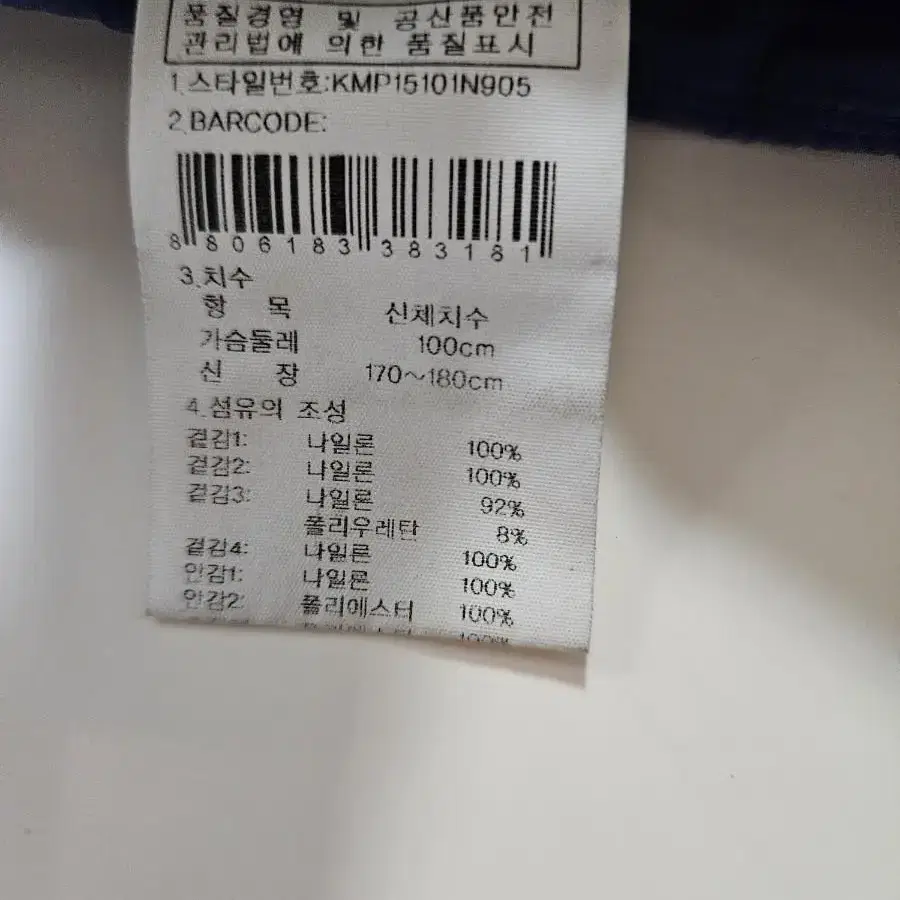 품질경영 및 공산품안전
관리법에 의한 품질표시
1.스타일번호:KMP15101N905
2.BARCODE:
8 806183 383181
3.치수
항 목 신체치수
가슴둘레 100cm
신 장 170~180cm
4.섬유의 조성
겉감1: 나일론 100%
겉감2: 나일론 100%
겉감3: 나일론 92%
폴리우레탄 8%
겉감4: 나일론 100%
안감1: 나일론 100%
안감2: 폴리에스터 100%